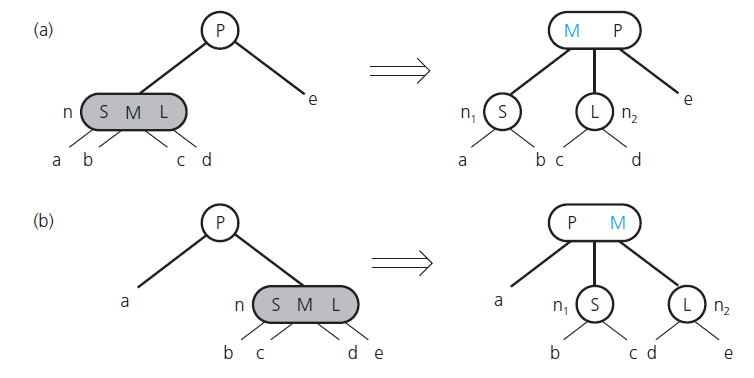 (a) P M P
n S M L e n1 S L n2 e
a b c d a b c d
(b) P P M
a n S M L a n1 S L n2
b c d e b c d e